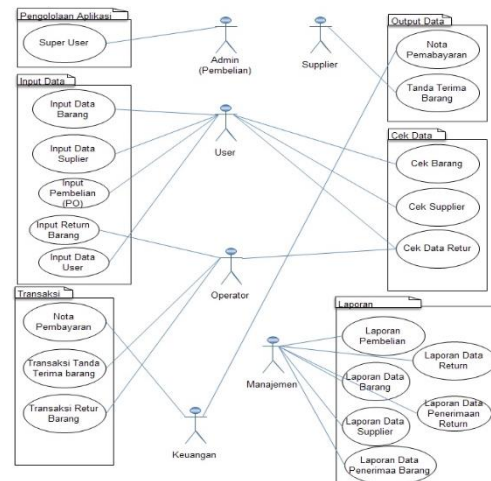 Pengololaan Aplikasi
Super User
Admin
(Pembelian)
Supplier
Output Data
Nota
Pemabayaran
Tanda Terima
Barang
Input Data
Input Data
Barang
Input Data
Suplier
Input
Pembelian
(PO)
Input Return
Barang
Input Data
User
User
Cek Data
Cek Barang
Cek Supplier
Cek Data Retur
Operator
Transaksi
Nota
Pembayaran
Transaksi Tanda
Terima barang
Transaksi Retur
Barang
Keuangan
Manajemen
Laporan
Laporan
Pembelian
Laporan Data
Return
Laporan Data
Barang
Laporan Data
Penerimaan
Return
Laporan Data
Supplier
Laporan Data
Penerimaa Barang